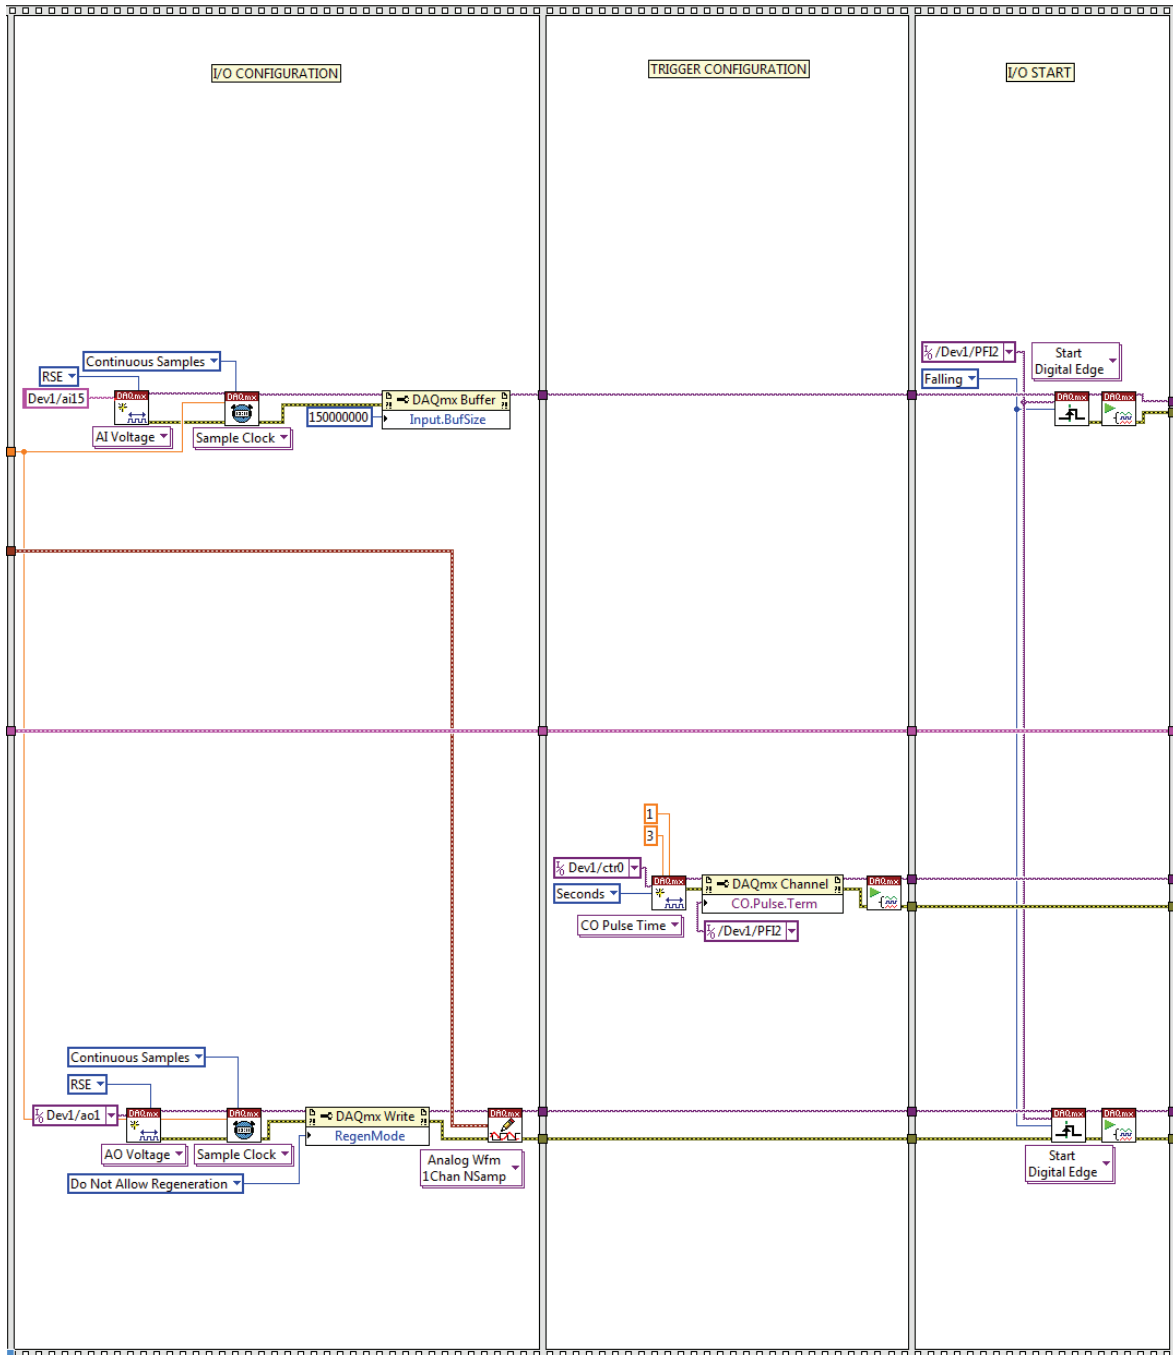 I/O CONFIGURATION
TRIGGER CONFIGURATION
I/O START
Continuous Samples
RSE
Dev1/ai15
DAQmx
DAQmx
DAQmx Buffer
Input.BufSize
150000000
AI Voltage
Sample Clock
I/O /Dev1/PFI2
Start
Digital Edge
Falling
DAQmx
DAQmx
1
3
I/O Dev1/ctr0
Seconds
DAQmx
DAQmx Channel
CO.Pulse.Term
DAQmx
CO Pulse Time
I/O /Dev1/PFI2
Continuous Samples
RSE
I/O Dev1/ao1
DAQmx
DAQmx
DAQmx Write
RegenMode
DAQmx
AO Voltage
Sample Clock
Do Not Allow Regeneration
Analog Wfm
1Chan NSamp
DAQmx
DAQmx
Start
Digital Edge